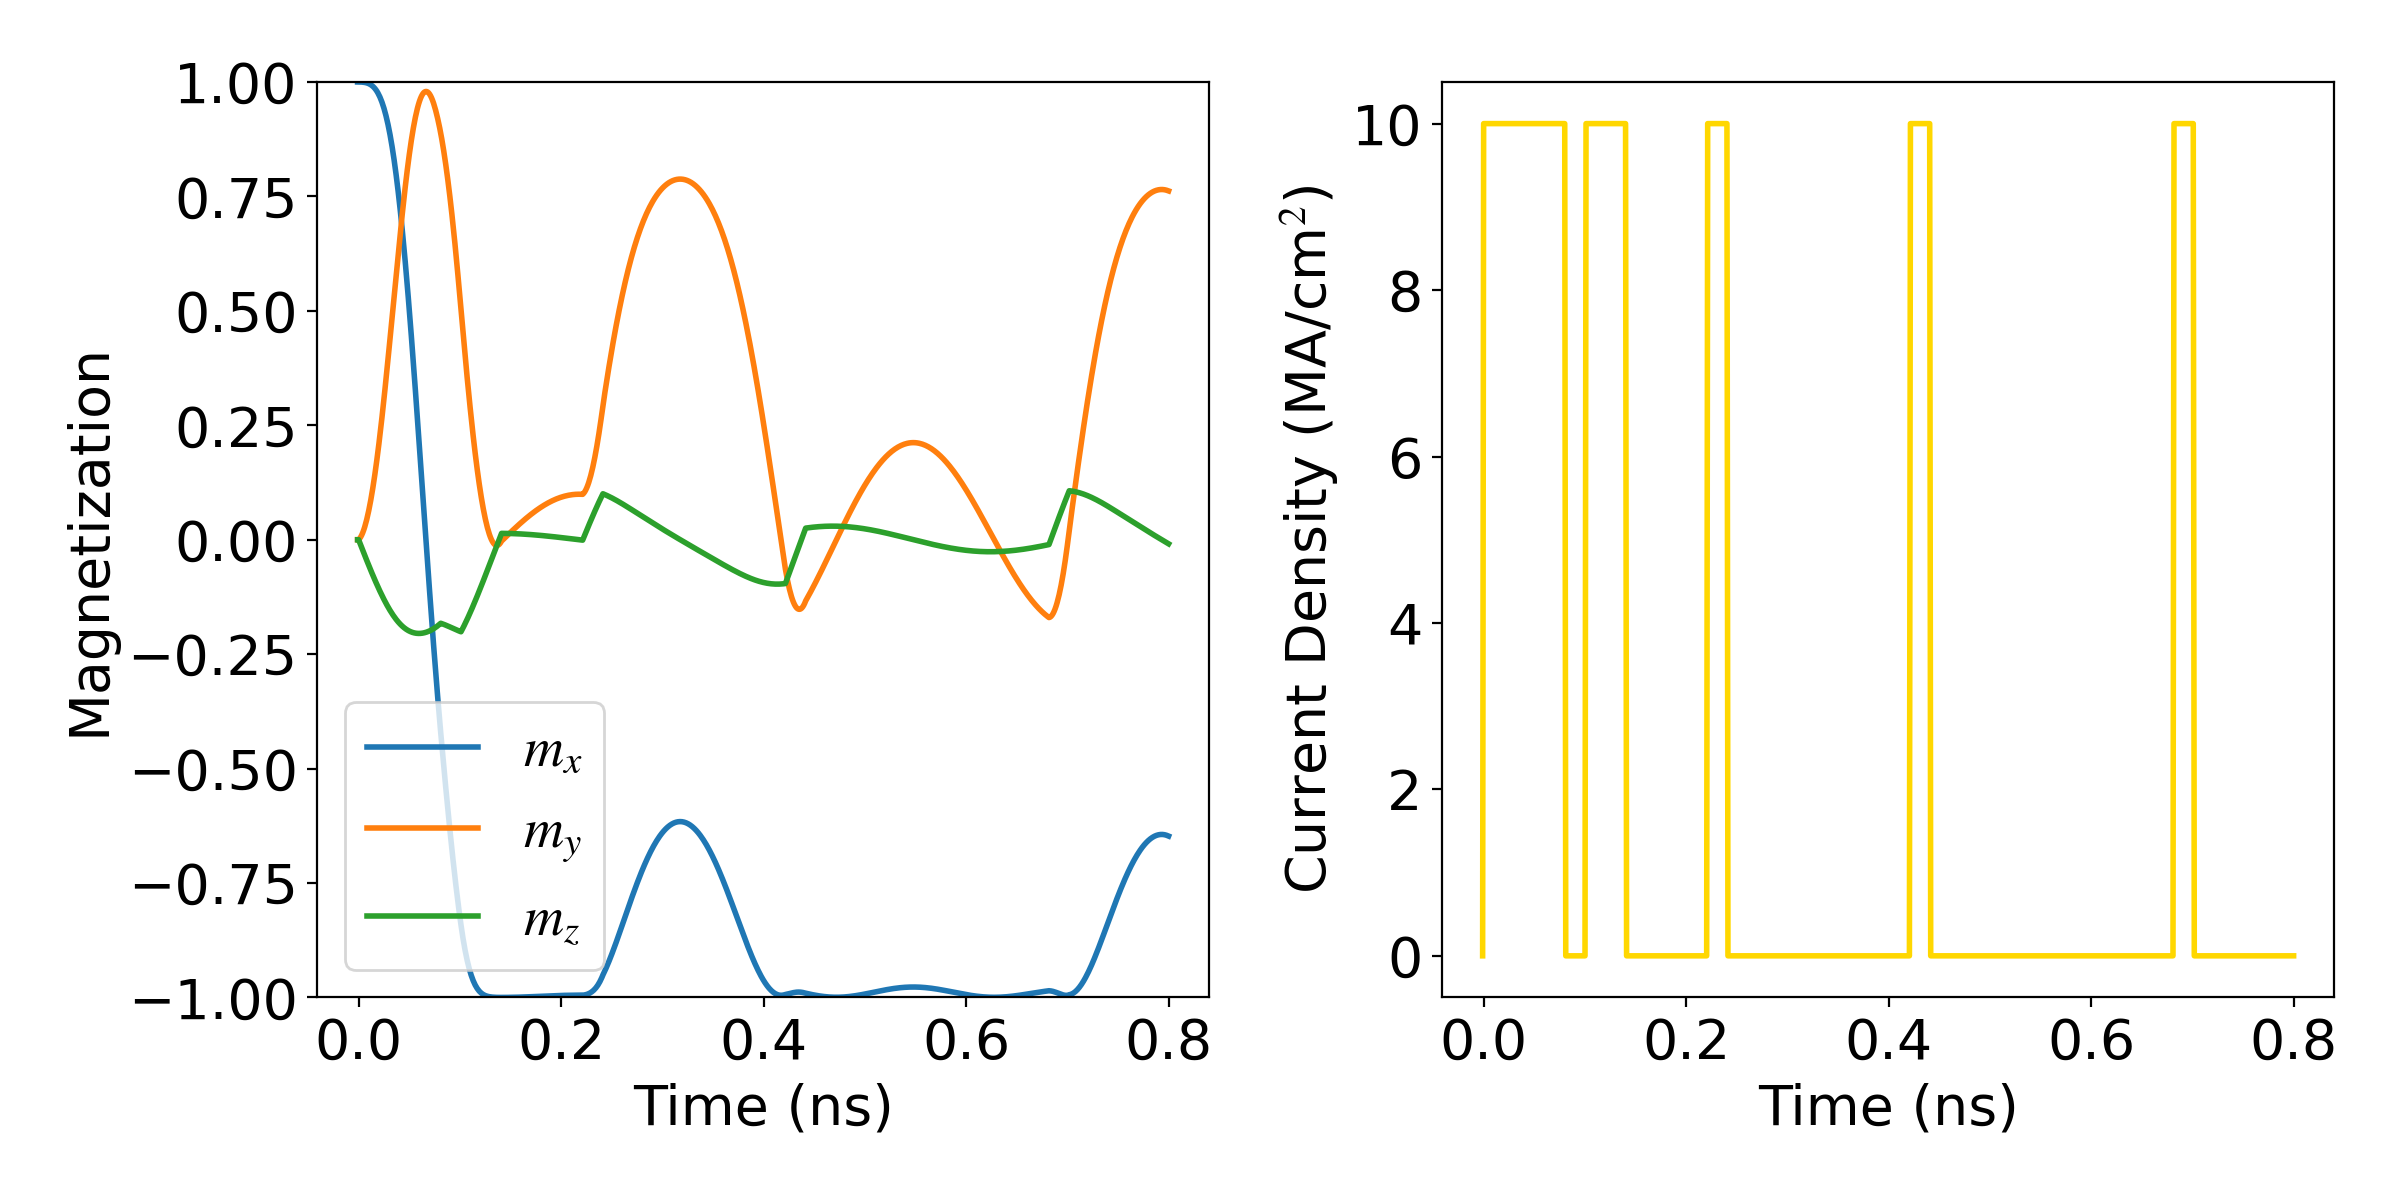 1.00
0.75
0.50
0.25
0.00
−0.25
−0.50
−0.75
−1.00
Magnetization
m_x
m_y
m_z
0.0 0.2 0.4 0.6 0.8
Time (ns)
10
8
6
4
2
0
Current Density (MA/cm²)
0.0 0.2 0.4 0.6 0.8
Time (ns)